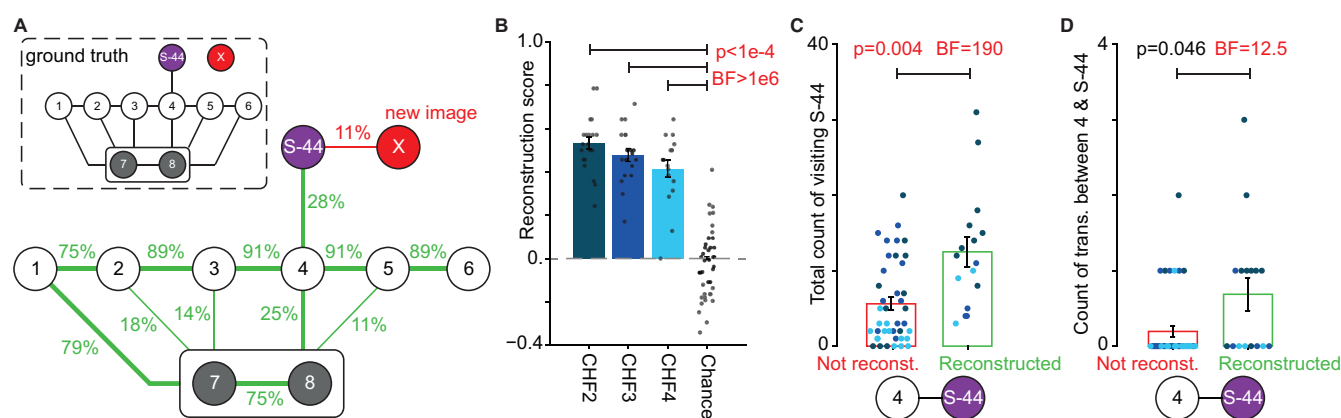 A
ground truth
S-44
X
1
2
3
4
5
6
7
8
new image
S-44
11%
X
28%
75%
89%
91%
91%
89%
1
2
3
4
5
6
18%
14%
25%
11%
79%
7
8
75%
B
Reconstruction score
1.0
0.
−0.4
p<1e-4
BF>1e6
CHF2
CHF3
CHF4
Chance
C
Total count of visiting S-44
40
0
p=0.004
BF=190
Not reconst.
Reconstructed
4
S-44
D
Count of trans. between 4 & S-44
4
0
p=0.046
BF=12.5
Not reconst.
Reconstructed
4
S-44